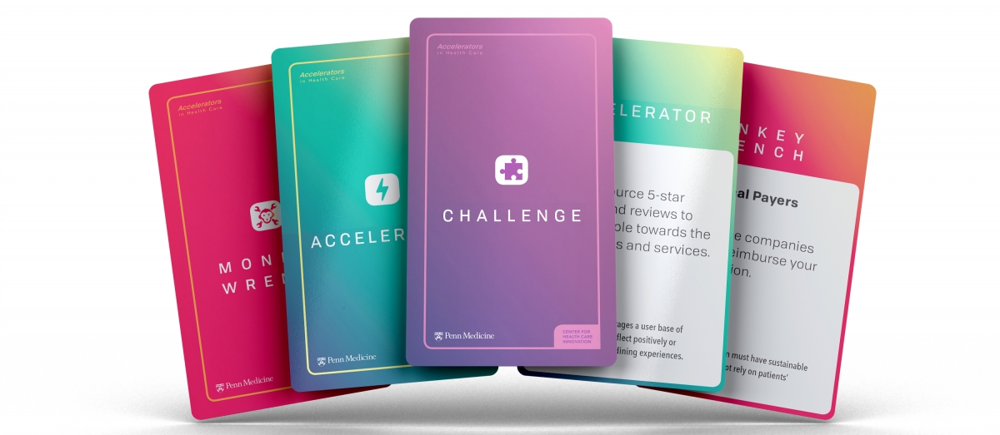 Accelerators
in Health Care
MON
WREN
Penn Medicine
Accelerators
in Health Care
ACCELER
Penn Medicine
Accelerators
in Health Care
CHALLENGE
Penn Medicine
CENTER FOR
HEALTH CARE
INNOVATION
ELERATOR
ource 5-star
nd reviews to
ple towards the
s and services.
ages a user base of
flect positively or
dining experiences.
NKEY
ENCH
al Payers
e companies
eimburse your
ion.
n must have sustainable
ot rely on patients'